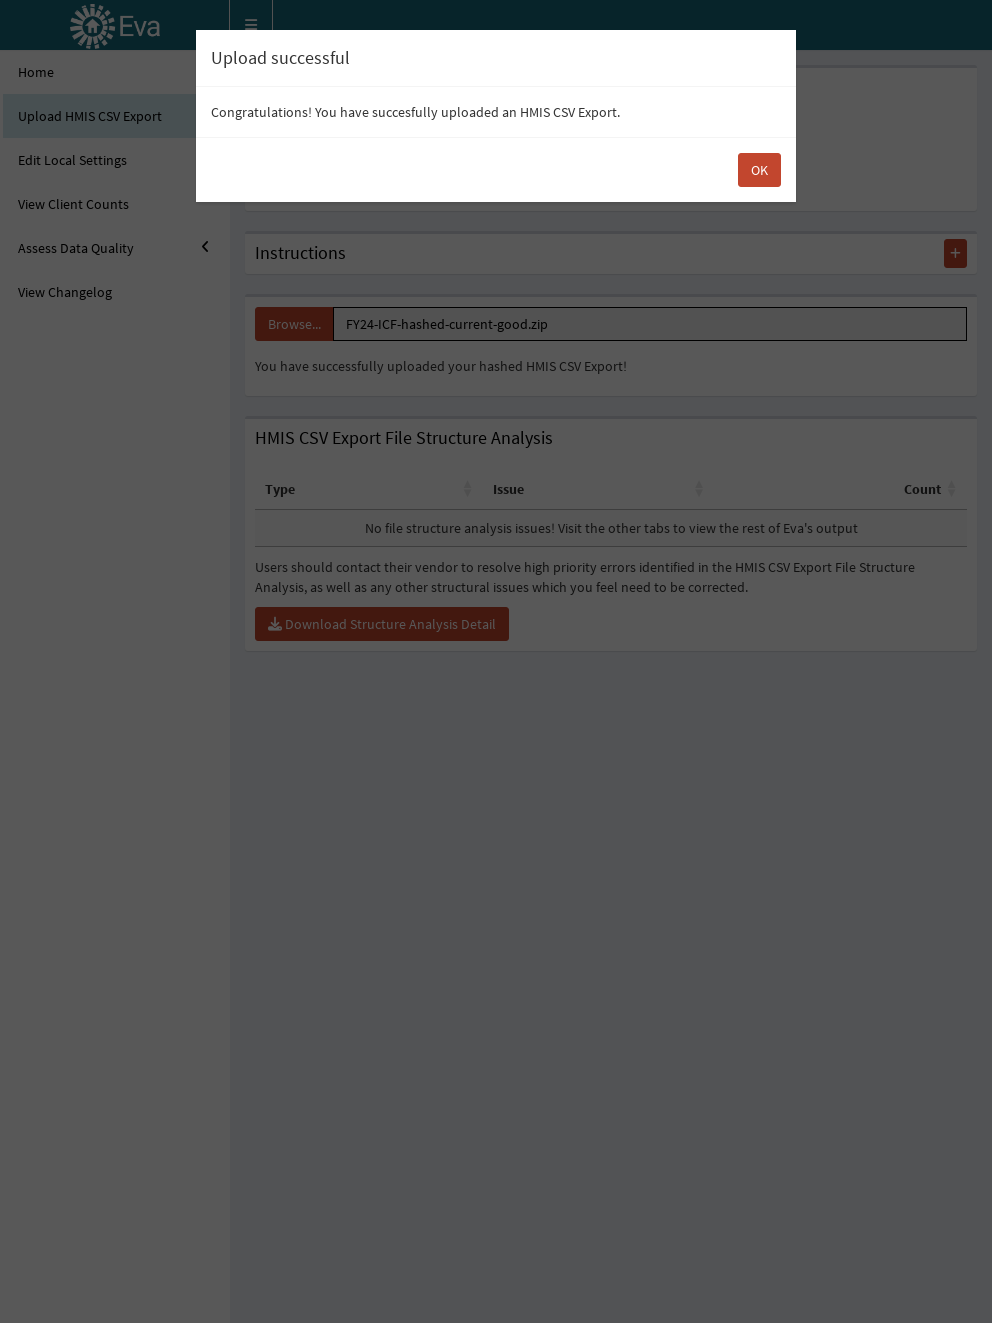 Eva
Upload successful
Congratulations! You have succesfully uploaded an HMIS CSV Export.
OK
Home
Upload HMIS CSV Export
Edit Local Settings
View Client Counts
Assess Data Quality
View Changelog
Instructions
Browse... FY24-ICF-hashed-current-good.zip
You have successfully uploaded your hashed HMIS CSV Export!
HMIS CSV Export File Structure Analysis
Type Issue Count
No file structure analysis issues! Visit the other tabs to view the rest of Eva's output
Users should contact their vendor to resolve high priority errors identified in the HMIS CSV Export File Structure
Analysis, as well as any other structural issues which you feel need to be corrected.
Download Structure Analysis Detail